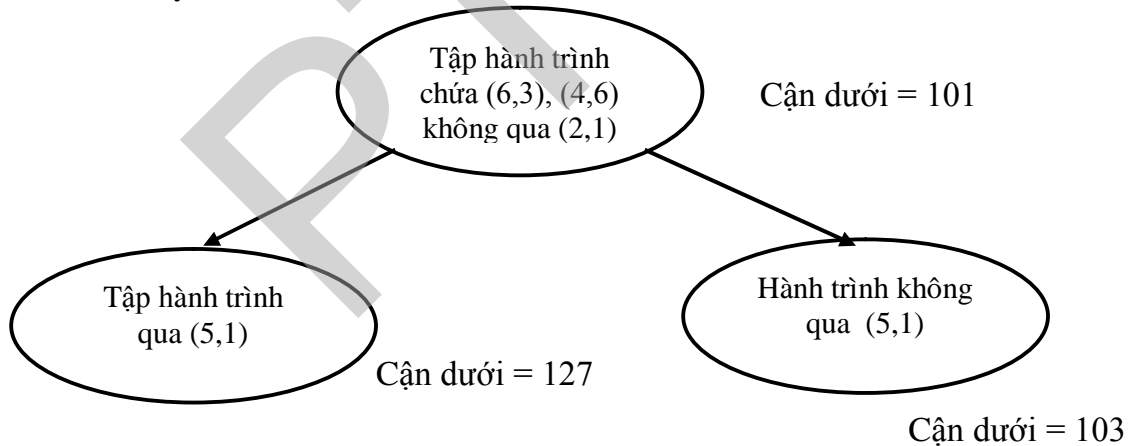 Tập hành trình
chứa (6,3), (4,6)
không qua (2,1)
Cận dưới = 101
Tập hành trình
qua (5,1)
Cận dưới = 127
Hành trình không
qua (5,1)
Cận dưới = 103